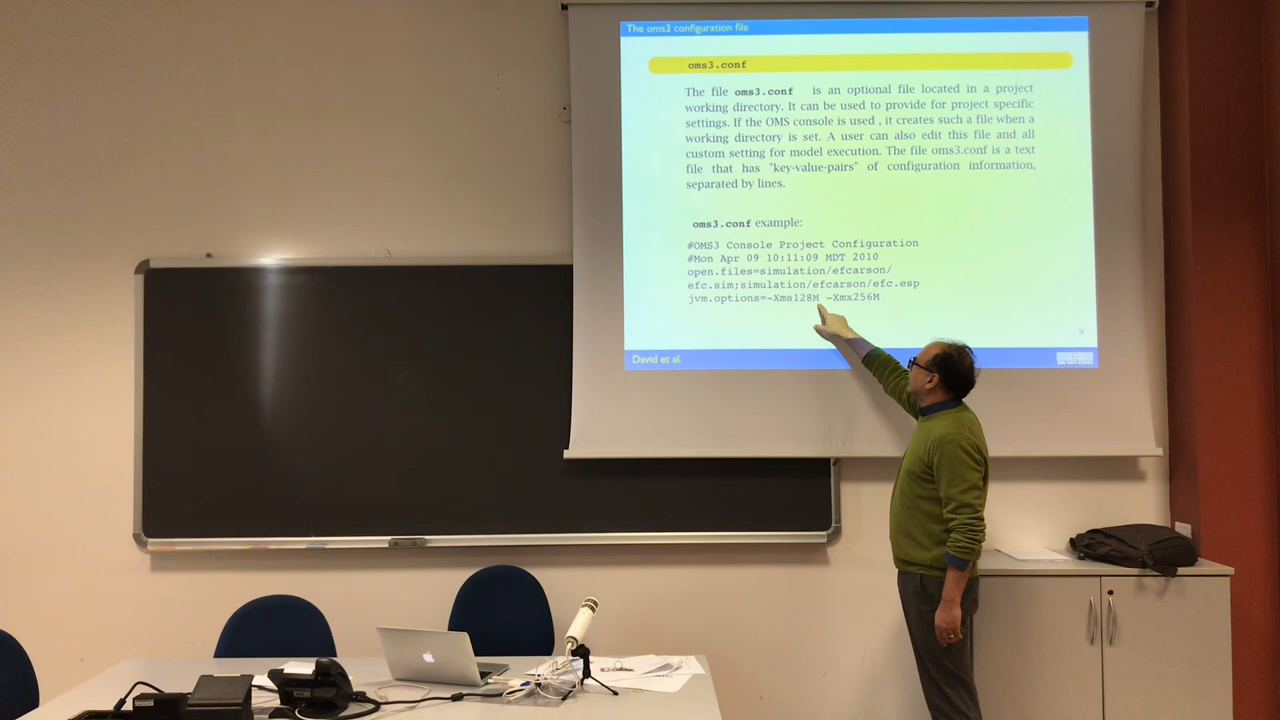 The oms3 configuration file
oms3.conf
The file oms3.conf is an optional file located in a project
working directory. It can be used to provide for project specific
settings. If the OMS console is used , it creates such a file when a
working directory is set. A user can also edit this file and all
custom setting for model execution. The file oms3.conf is a text
file that has "key-value-pairs" of configuration information,
separated by lines.
oms3.conf example:
#OMS3 Console Project Configuration
#Mon Apr 09 10:11:09 MDT 2010
open.files=simulation/efcarson/
efc.sim;simulation/efcarson/efc.esp
jvm.options=-Xms128M -Xmx256M
9
David et al.